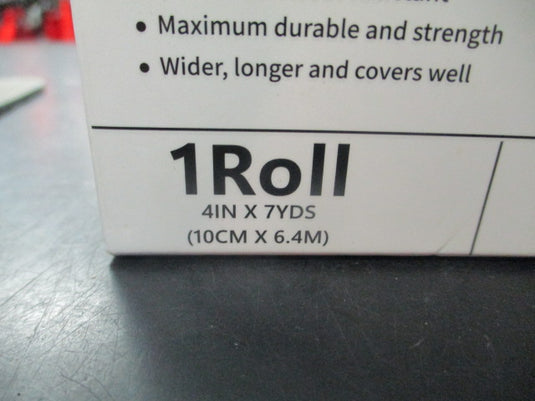 • Maximum durable and strength
• Wider, longer and covers well
1Roll
4IN X 7YDS
(10CM X 6.4M)